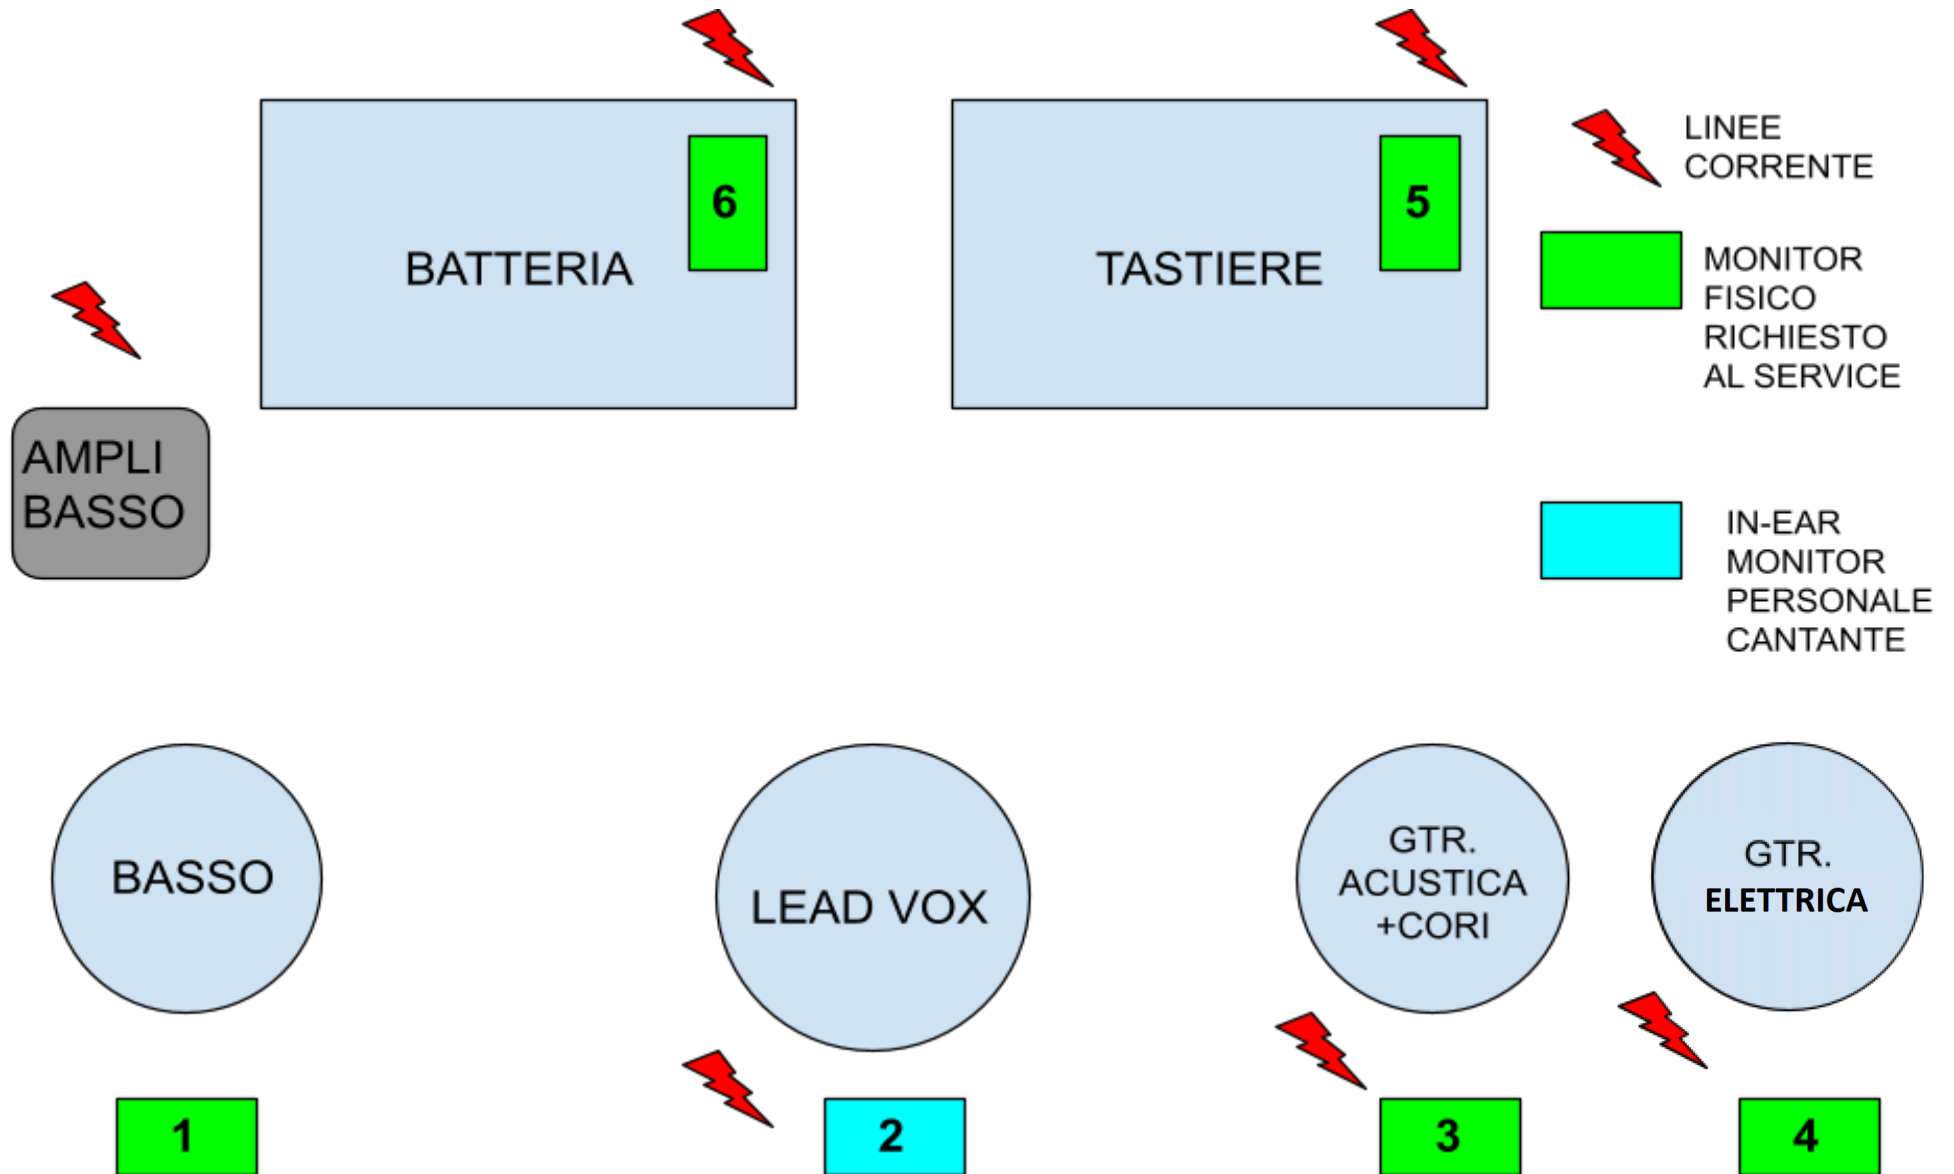 6
BATTERIA
5
TASTIERE
LINEE
CORRENTE
MONITOR
FISICO
RICHIESTO
AL SERVICE
AMPLI
BASSO
IN-EAR
MONITOR
PERSONALE
CANTANTE
BASSO
LEAD VOX
GTR.
ACUSTICA
+CORI
GTR.
ELETTRICA
1
2
3
4